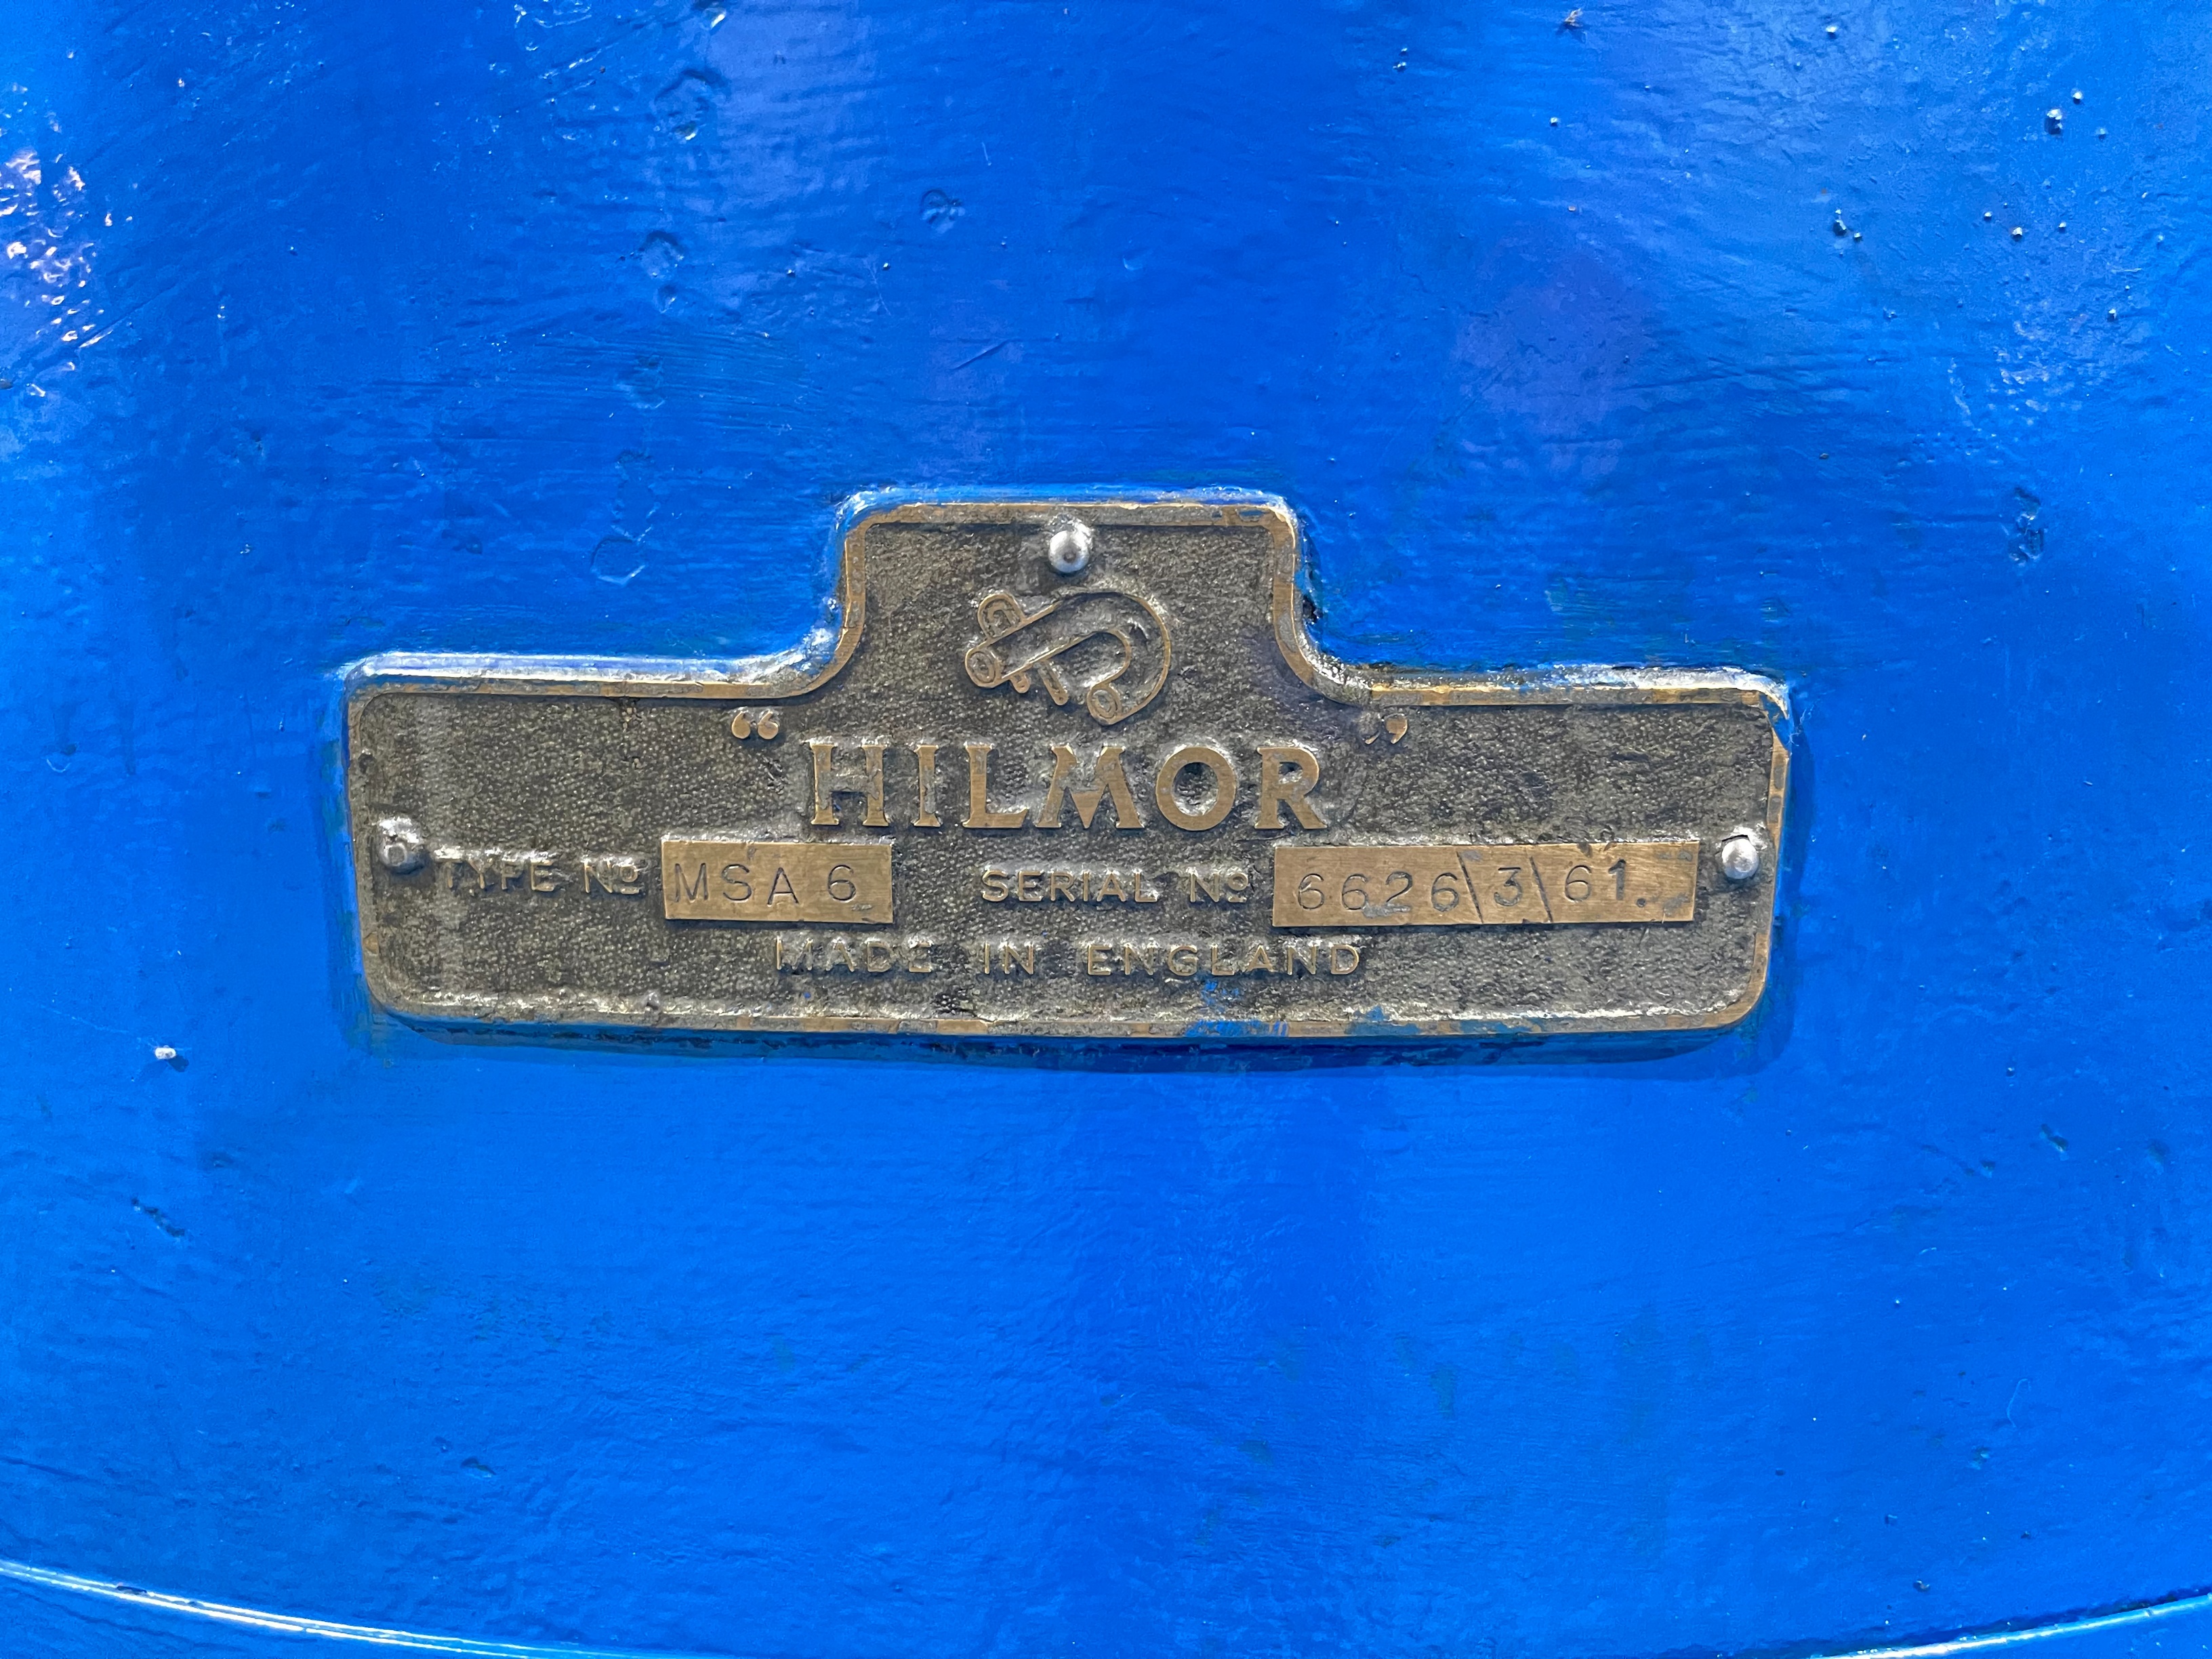 “HILMOR”
TYPE Nº MSA 6 SERIAL Nº 6626\3\61.
MADE IN ENGLAND